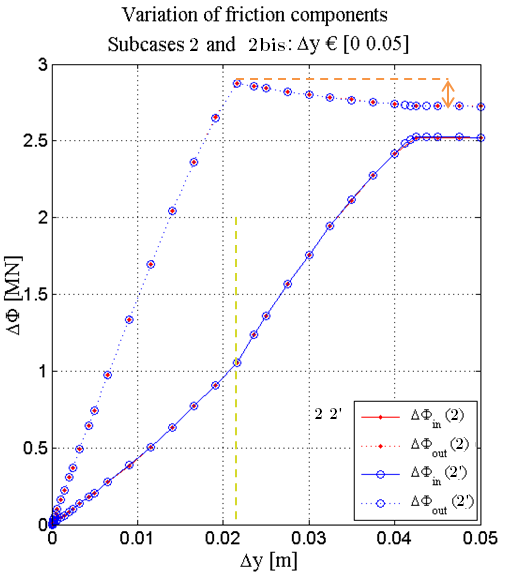 Variation of friction components
Subcases 2 and 2bis: Δy € [0 0.05]
3
2.5
2
1.5
1
0.5
0
ΔΦ [MN]
0
0.01
0.02
0.03
0.04
0.05
Δy [m]
2 2'
ΔΦin (2)
ΔΦout (2)
ΔΦin (2')
ΔΦout (2')